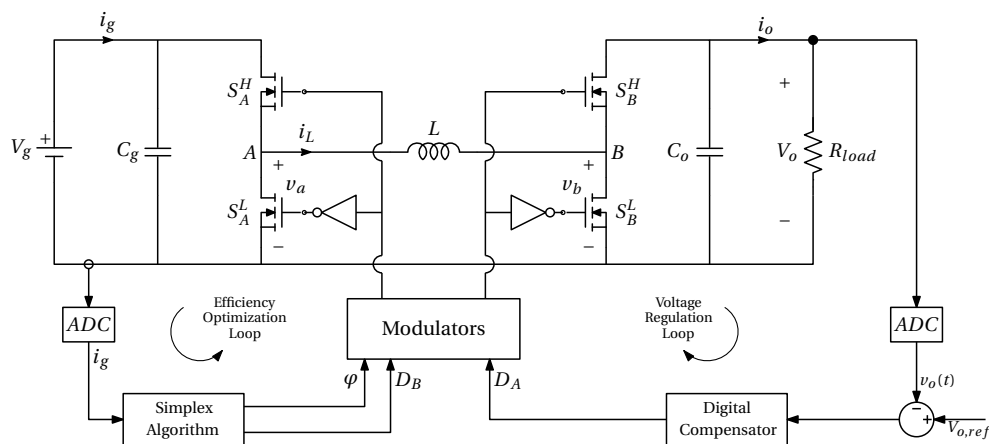 i_g
i_o
S_A^H
S_B^H
+
+
V_g
C_g
A
i_L
L
B
C_o
V_o
R_load
+
v_a
+
v_b
S_A^L
S_B^L
−
−
−
Efficiency
Optimization
Loop
Voltage
Regulation
Loop
ADC
Modulators
ADC
i_g
φ
D_B
D_A
v_o(t)
Simplex
Algorithm
Digital
Compensator
−
+
V_o,ref